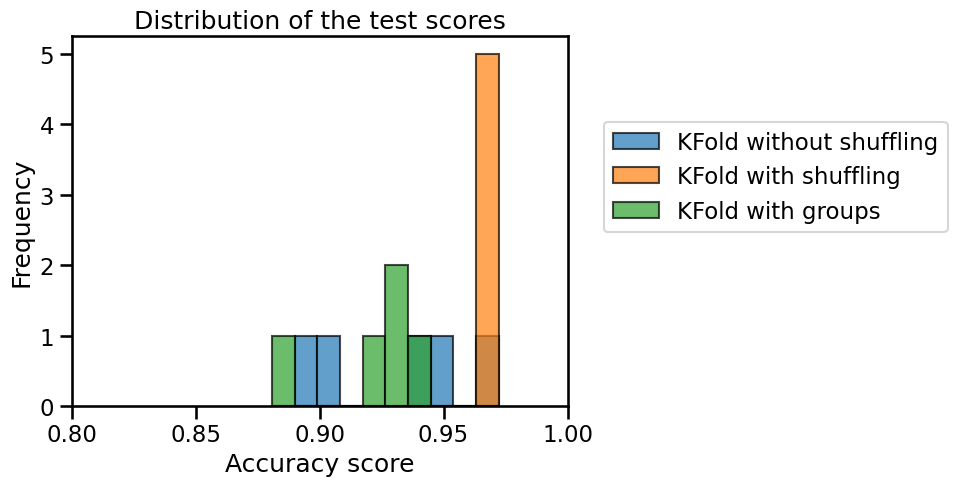 Distribution of the test scores
5
4
3
2
1
0
Frequency
0.80 0.85 0.90 0.95 1.00
Accuracy score
KFold without shuffling
KFold with shuffling
KFold with groups